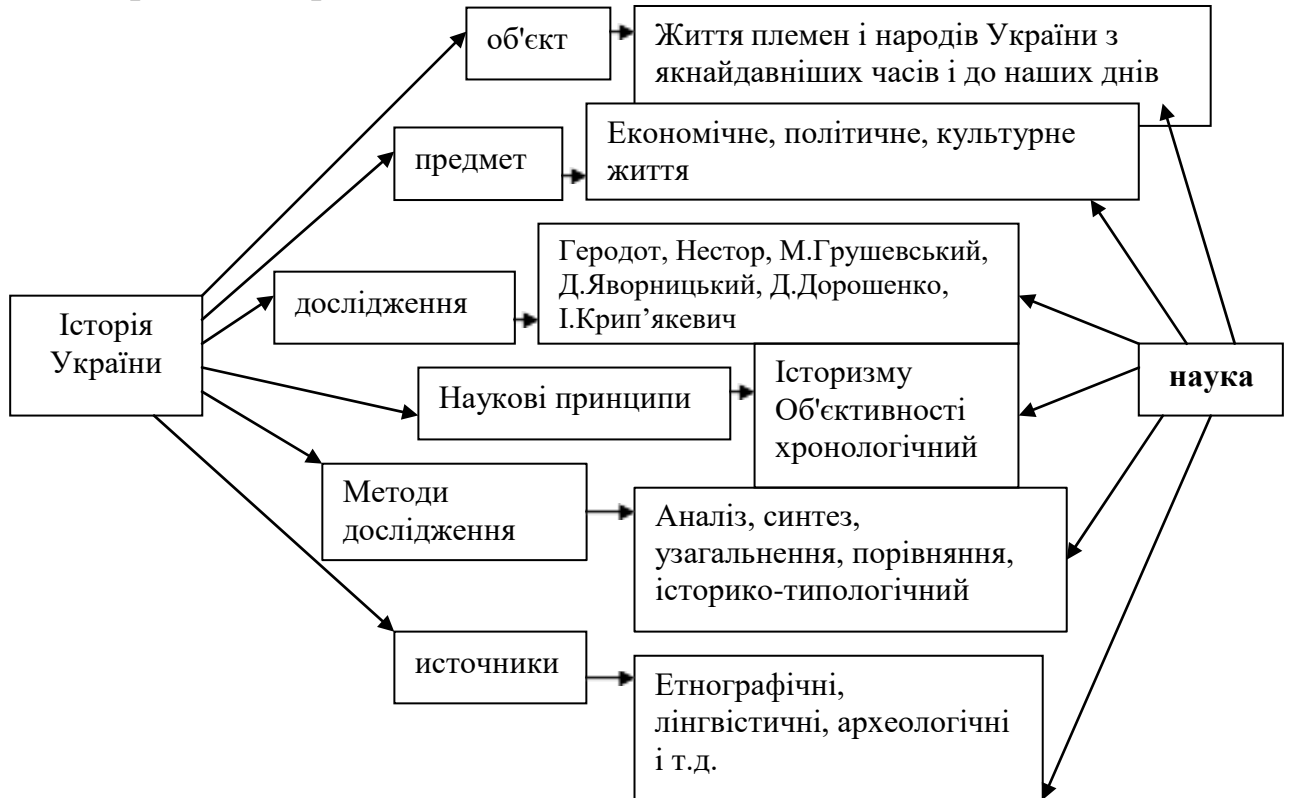 об'єкт
Життя племен і народів України з
якнайдавніших часів і до наших днів
предмет
Економічне, політичне, культурне
життя
дослідження
Геродот, Нестор, М.Грушевський,
Д.Яворницький, Д.Дорошенко,
І.Крип’якевич
Історія
України
Наукові принципи
Історизму
Об'єктивності
хронологічний
наука
Методи
дослідження
Аналіз, синтез,
узагальнення, порівняння,
історико-типологічний
источники
Етнографічні,
лінгвістичні, археологічні
і т.д.